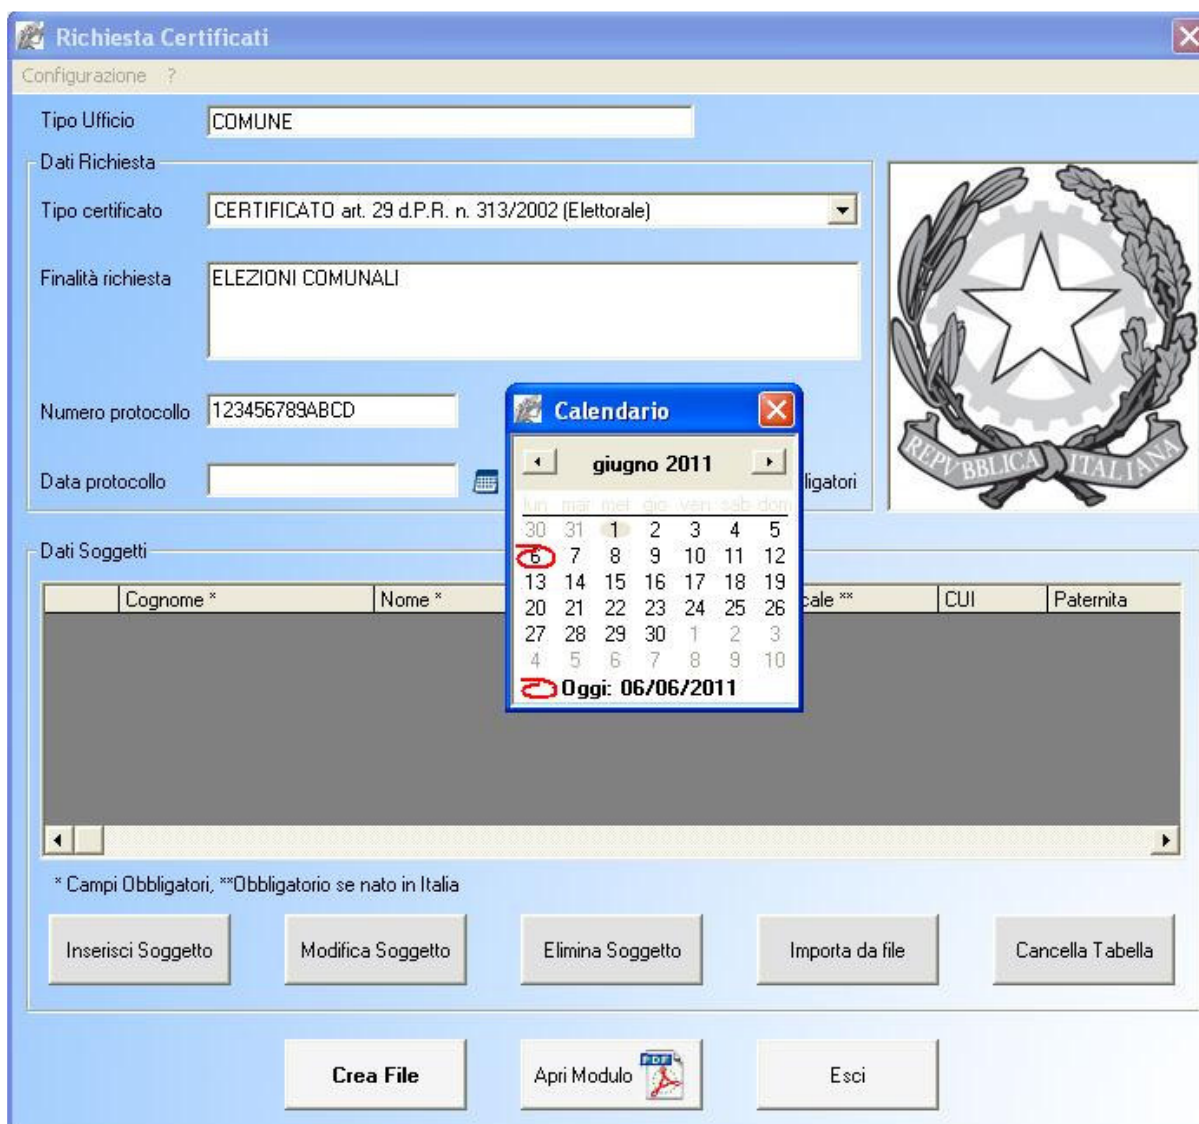 Richiesta Certificati
Configurazione ?
Tipo Ufficio COMUNE
Dati Richiesta
Tipo certificato CERTIFICATO art. 29 d.P.R. n. 313/2002 (Elettorale)
Finalità richiesta ELEZIONI COMUNALI
Numero protocollo 123456789ABCD
Data protocollo ligatori
REPVBBLICA ITALIANA
Calendario
giugno 2011
lun mar mer gio ven sab dom
30 31 1 2 3 4 5
6 7 8 9 10 11 12
13 14 15 16 17 18 19
20 21 22 23 24 25 26
27 28 29 30 1 2 3
4 5 6 7 8 9 10
Oggi: 06/06/2011
Dati Soggetti
Cognome * Nome * cale ** CUI Paternita
* Campi Obbligatori, **Obbligatorio se nato in Italia
Inserisci Soggetto Modifica Soggetto Elimina Soggetto Importa da file Cancella Tabella
Crea File Apri Modulo PDF Esci